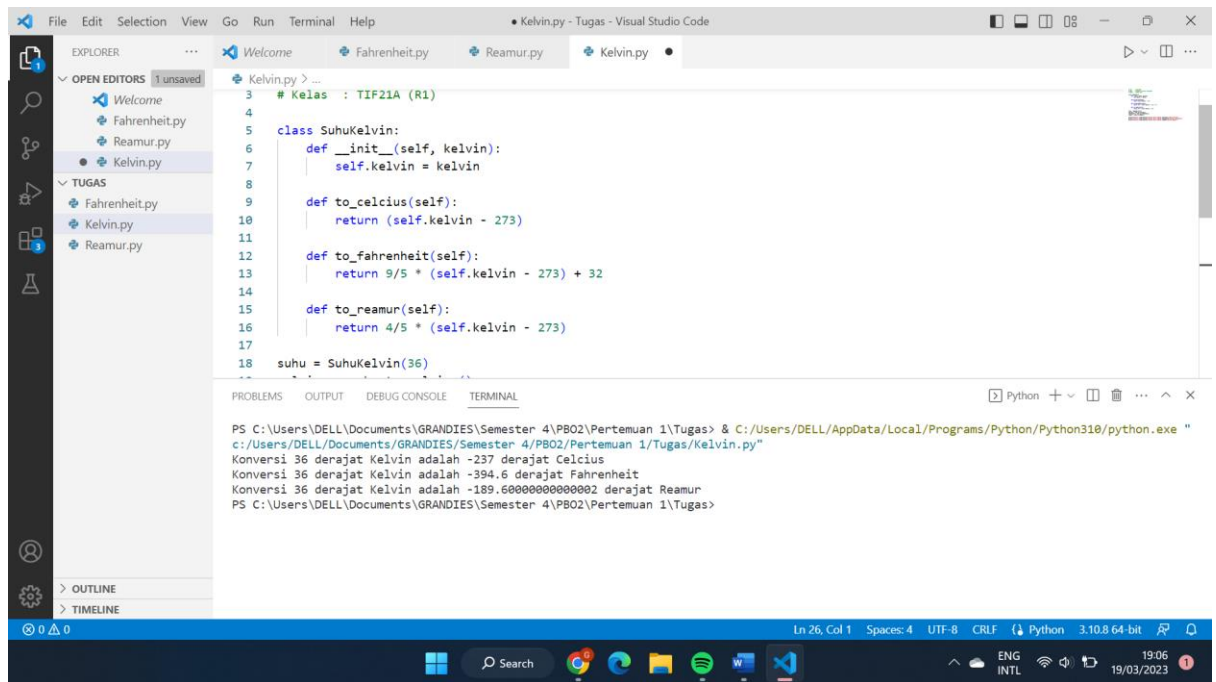 File Edit Selection View Go Run Terminal Help
● Kelvin.py - Tugas - Visual Studio Code
EXPLORER
OPEN EDITORS 1 unsaved
Welcome
Fahrenheit.py
Reamur.py
● Kelvin.py
TUGAS
Fahrenheit.py
Kelvin.py
Reamur.py
OUTLINE
TIMELINE
Welcome Fahrenheit.py Reamur.py Kelvin.py ●
Kelvin.py > ...
3 # Kelas : TIF21A (R1)
4
5 class SuhuKelvin:
6 def __init__(self, kelvin):
7 self.kelvin = kelvin
8
9 def to_celcius(self):
10 return (self.kelvin - 273)
11
12 def to_fahrenheit(self):
13 return 9/5 * (self.kelvin - 273) + 32
14
15 def to_reamur(self):
16 return 4/5 * (self.kelvin - 273)
17
18 suhu = SuhuKelvin(36)
PROBLEMS OUTPUT DEBUG CONSOLE TERMINAL
Python
PS C:\Users\DELL\Documents\GRANDIES\Semester 4\PBO2\Pertemuan 1\Tugas> & C:/Users/DELL/AppData/Local/Programs/Python/Python310/python.exe "
c:/Users/DELL/Documents/GRANDIES/Semester 4/PBO2/Pertemuan 1/Tugas/Kelvin.py"
Konversi 36 derajat Kelvin adalah -237 derajat Celcius
Konversi 36 derajat Kelvin adalah -394.6 derajat Fahrenheit
Konversi 36 derajat Kelvin adalah -189.60000000000002 derajat Reamur
PS C:\Users\DELL\Documents\GRANDIES\Semester 4\PBO2\Pertemuan 1\Tugas>
0 0 Ln 26, Col 1 Spaces: 4 UTF-8 CRLF Python 3.10.8 64-bit
Search
ENG
INTL
19:06
19/03/2023
1